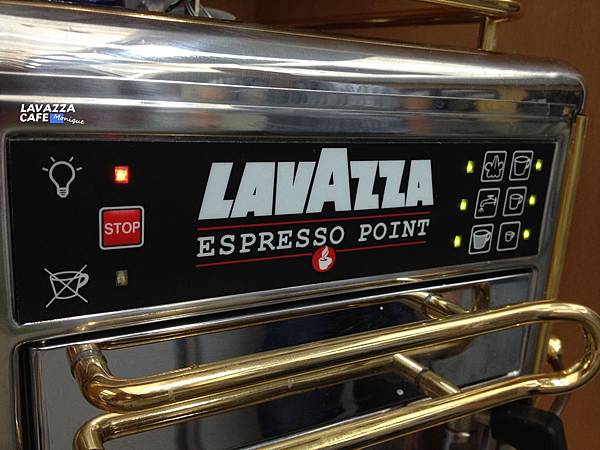 LAVAZZA
CAFE Monique
LAVAZZA
ESPRESSO POINT
STOP